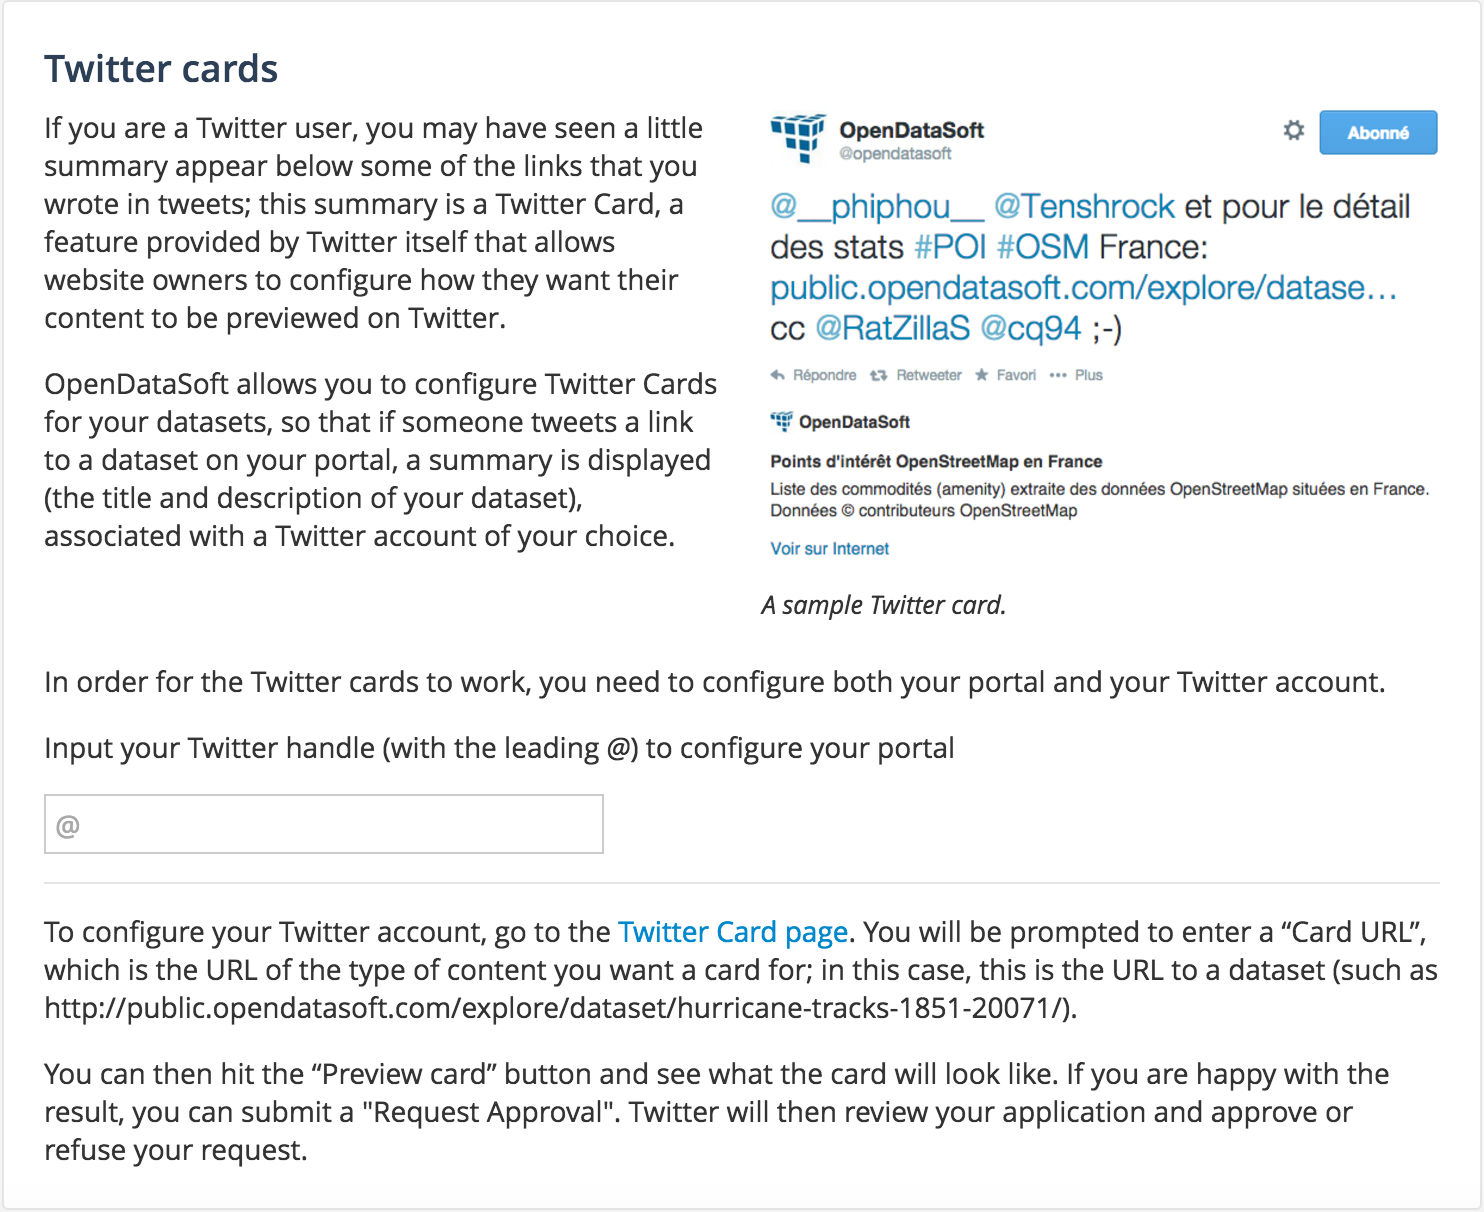 Twitter cards
If you are a Twitter user, you may have seen a little
summary appear below some of the links that you
wrote in tweets; this summary is a Twitter Card, a
feature provided by Twitter itself that allows
website owners to configure how they want their
content to be previewed on Twitter.
OpenDataSoft allows you to configure Twitter Cards
for your datasets, so that if someone tweets a link
to a dataset on your portal, a summary is displayed
(the title and description of your dataset),
associated with a Twitter account of your choice.
OpenDataSoft
@opendatasoft
Abonné
@__phiphou__ @Tenshrock et pour le détail
des stats #POI #OSM France:
public.opendatasoft.com/explore/datase…
cc @RatZillaS @cq94 ;-)
Répondre Retweeter Favori ••• Plus
OpenDataSoft
Points d'intérêt OpenStreetMap en France
Liste des commodités (amenity) extraite des données OpenStreetMap situées en France.
Données © contributeurs OpenStreetMap
Voir sur Internet
A sample Twitter card.
In order for the Twitter cards to work, you need to configure both your portal and your Twitter account.
Input your Twitter handle (with the leading @) to configure your portal
@
To configure your Twitter account, go to the Twitter Card page. You will be prompted to enter a “Card URL”,
which is the URL of the type of content you want a card for; in this case, this is the URL to a dataset (such as
http://public.opendatasoft.com/explore/dataset/hurricane-tracks-1851-20071/).
You can then hit the “Preview card” button and see what the card will look like. If you are happy with the
result, you can submit a "Request Approval". Twitter will then review your application and approve or
refuse your request.